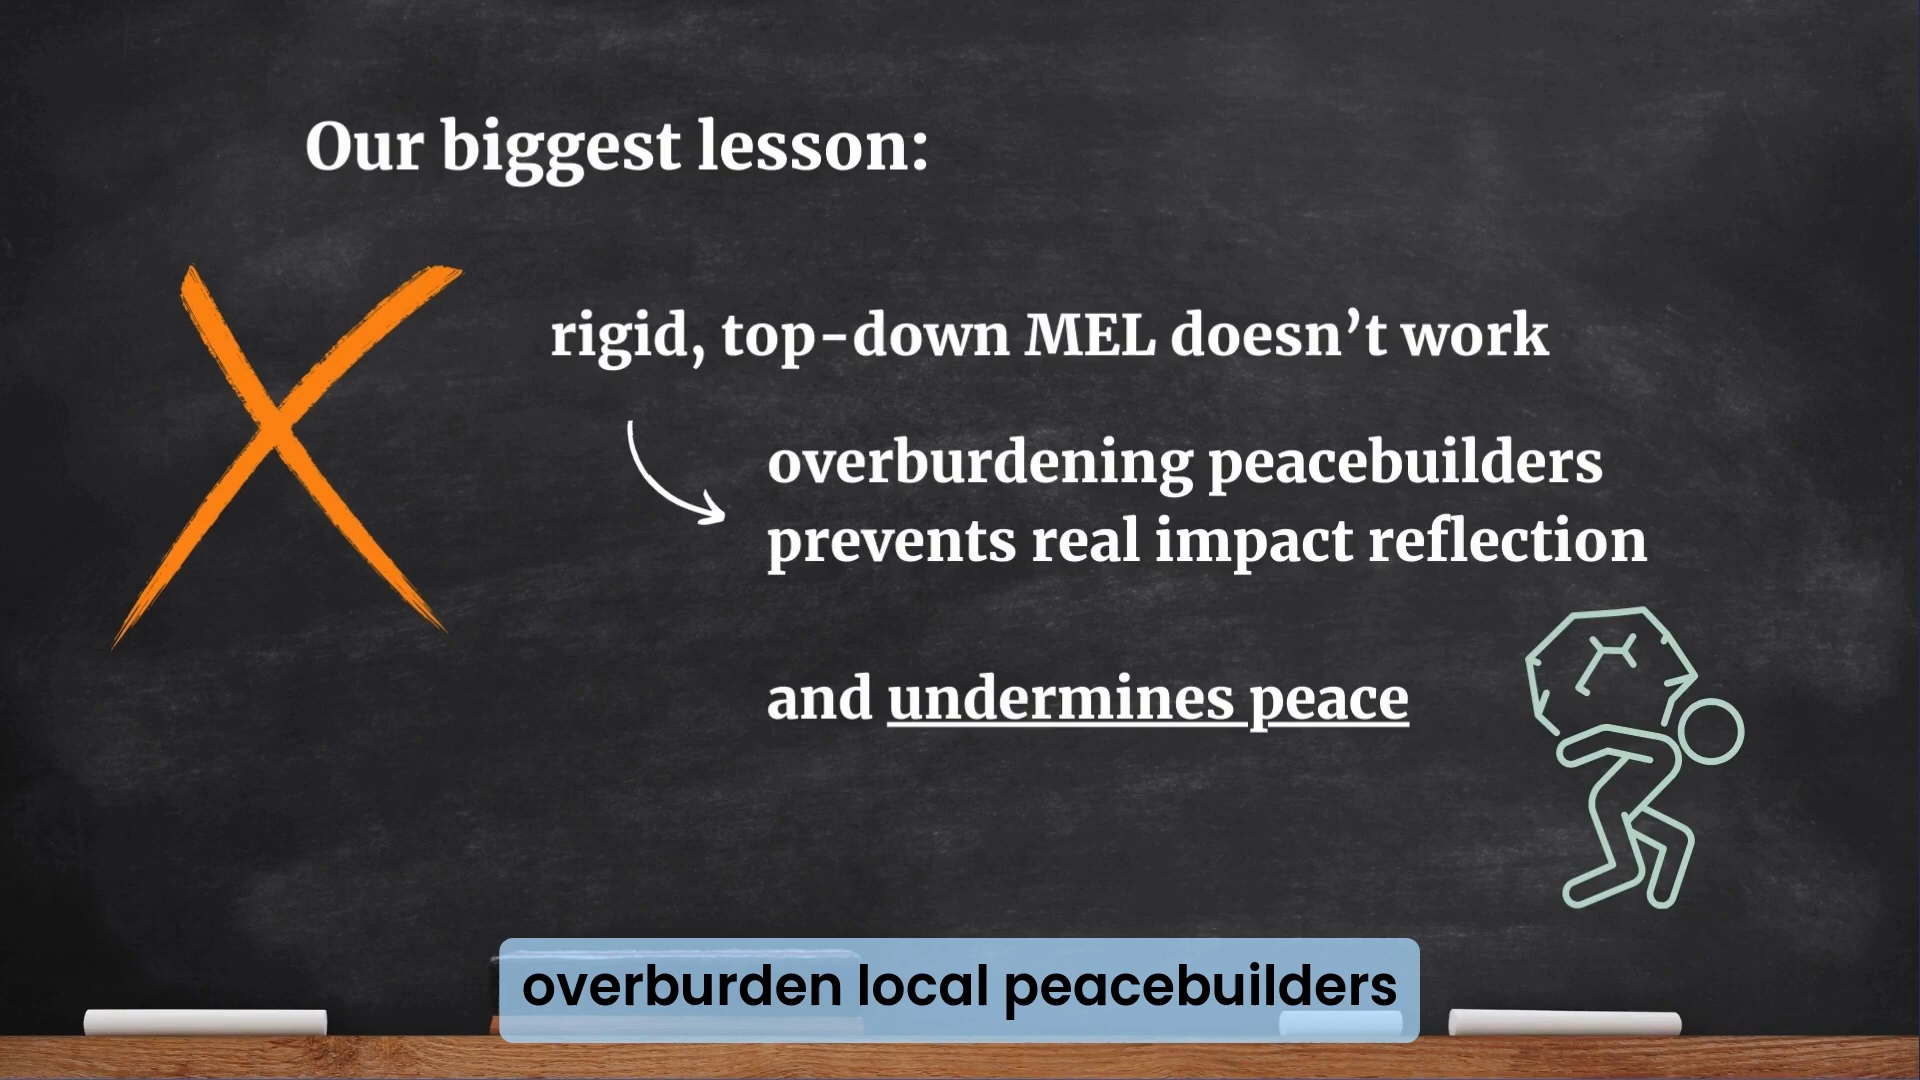 Our biggest lesson:
rigid, top-down MEL doesn’t work
overburdening peacebuilders
prevents real impact reflection
and undermines peace
overburden local peacebuilders